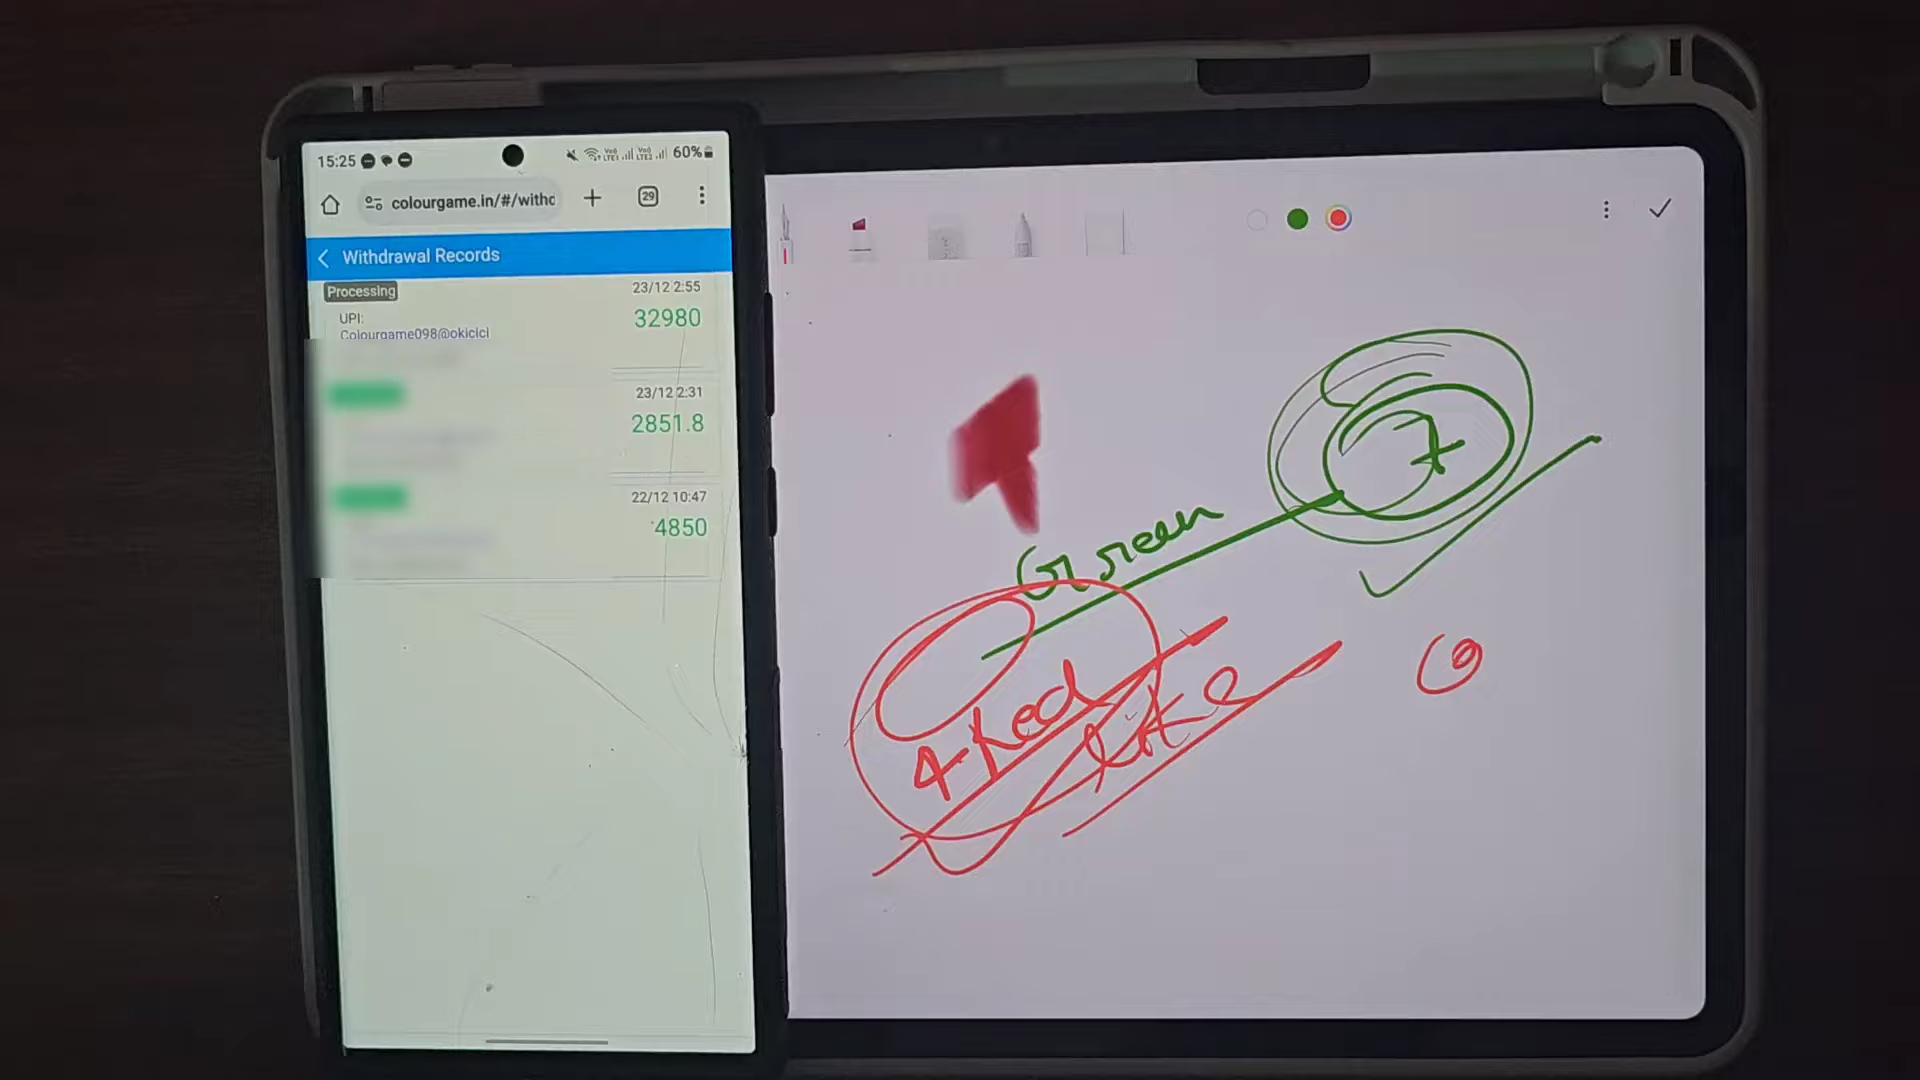 15:25 60%
colourgame.in/#/withd 29
Withdrawal Records
Processing 23/12 2:55
UPI: 32980
Colourgame098@okicici
23/12 2:31
2851.8
22/12 10:47
4850
7
Green
4-Red
Like